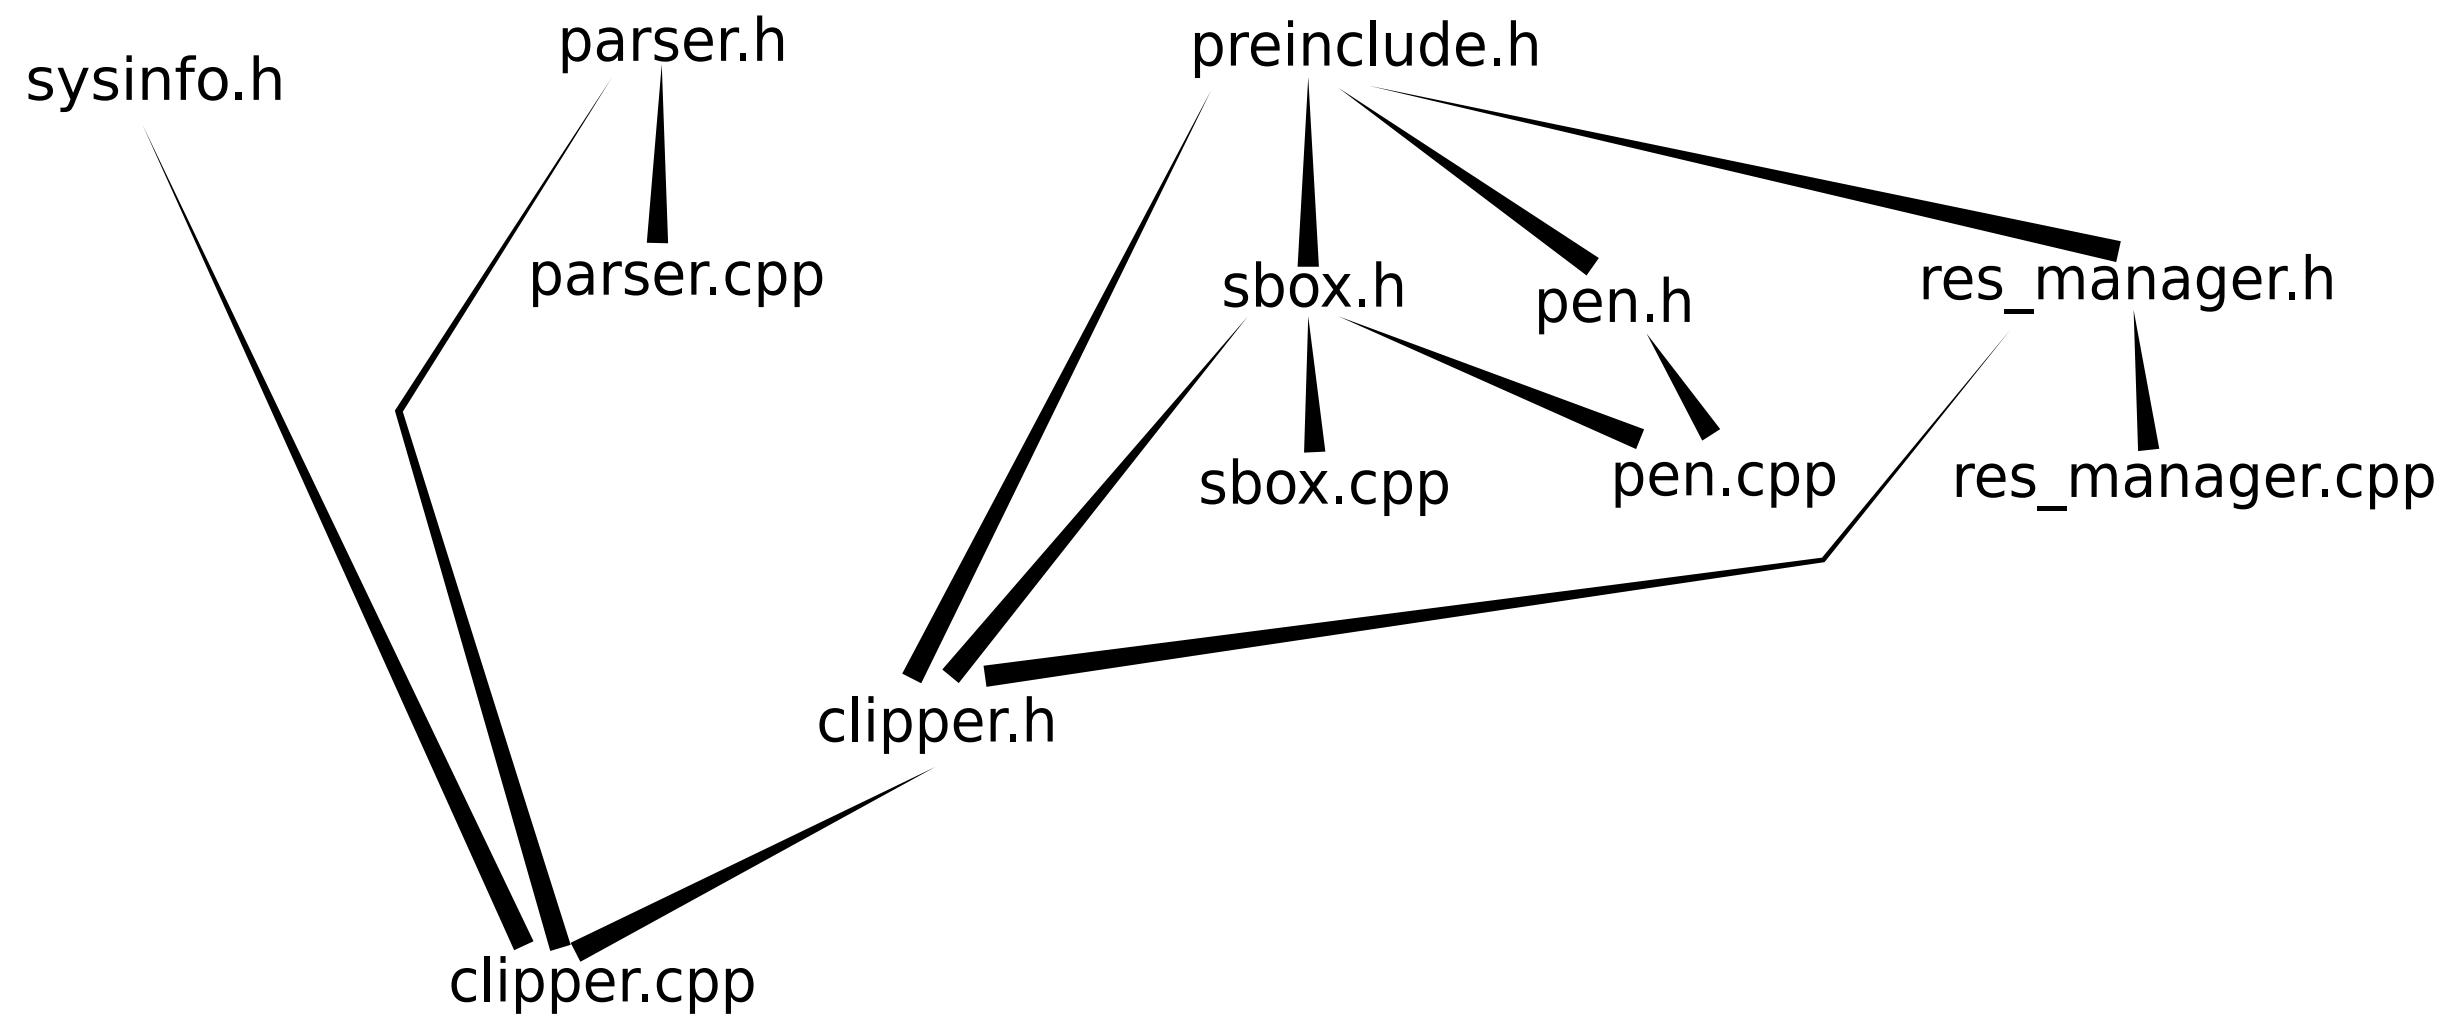 parser.h
preinclude.h
sysinfo.h
parser.cpp
sbox.h
pen.h
res_manager.h
sbox.cpp
pen.cpp
res_manager.cpp
clipper.h
clipper.cpp